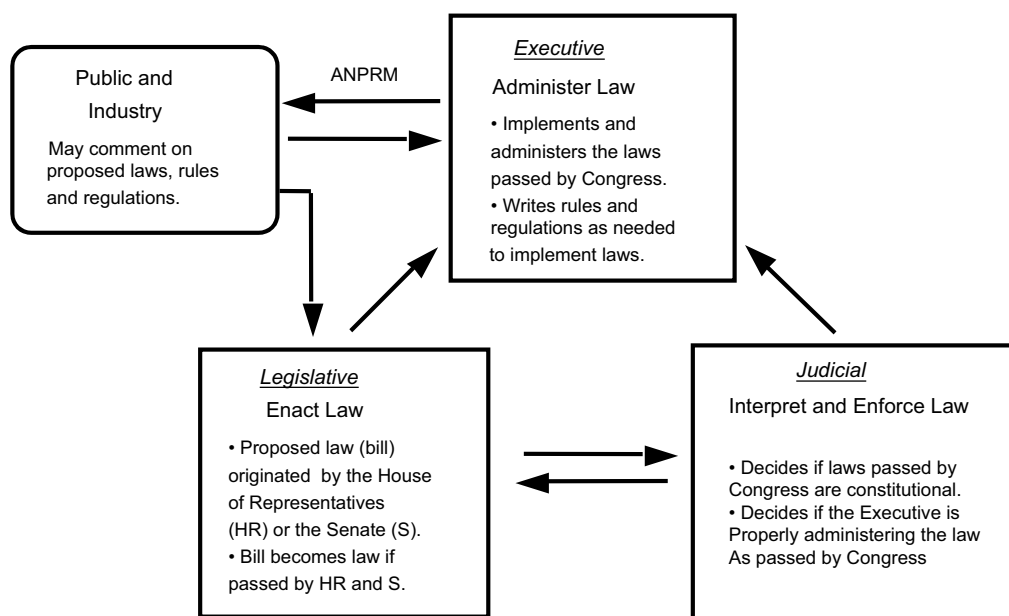 Public and
Industry
May comment on
proposed laws, rules
and regulations.
ANPRM
Executive
Administer Law
• Implements and
administers the laws
passed by Congress.
• Writes rules and
regulations as needed
to implement laws.
Legislative
Enact Law
• Proposed law (bill)
originated  by the House
of Representatives
(HR) or the Senate (S).
• Bill becomes law if
passed by HR and S.
Judicial
Interpret and Enforce Law
• Decides if laws passed by
Congress are constitutional.
• Decides if the Executive is
Properly administering the law
As passed by Congress